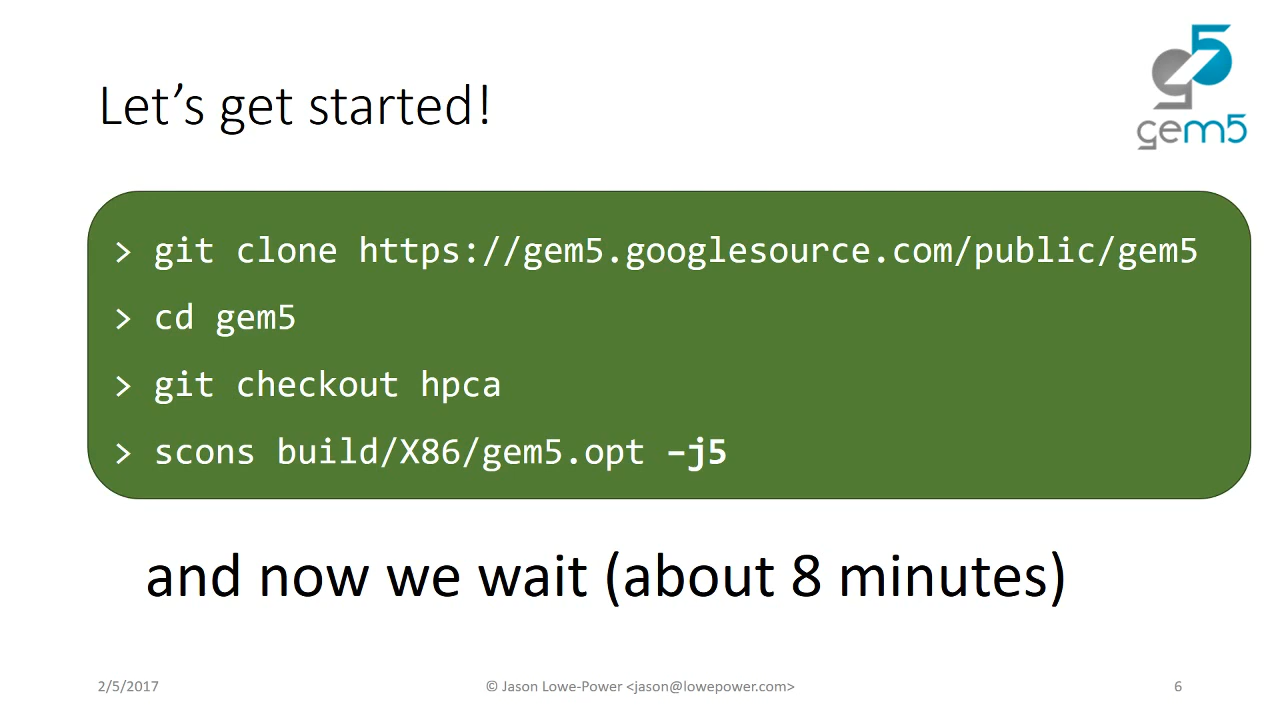 Let’s get started!
gem5
> git clone https://gem5.googlesource.com/public/gem5
> cd gem5
> git checkout hpca
> scons build/X86/gem5.opt –j5
and now we wait (about 8 minutes)
2/5/2017
© Jason Lowe-Power <jason@lowepower.com>
6